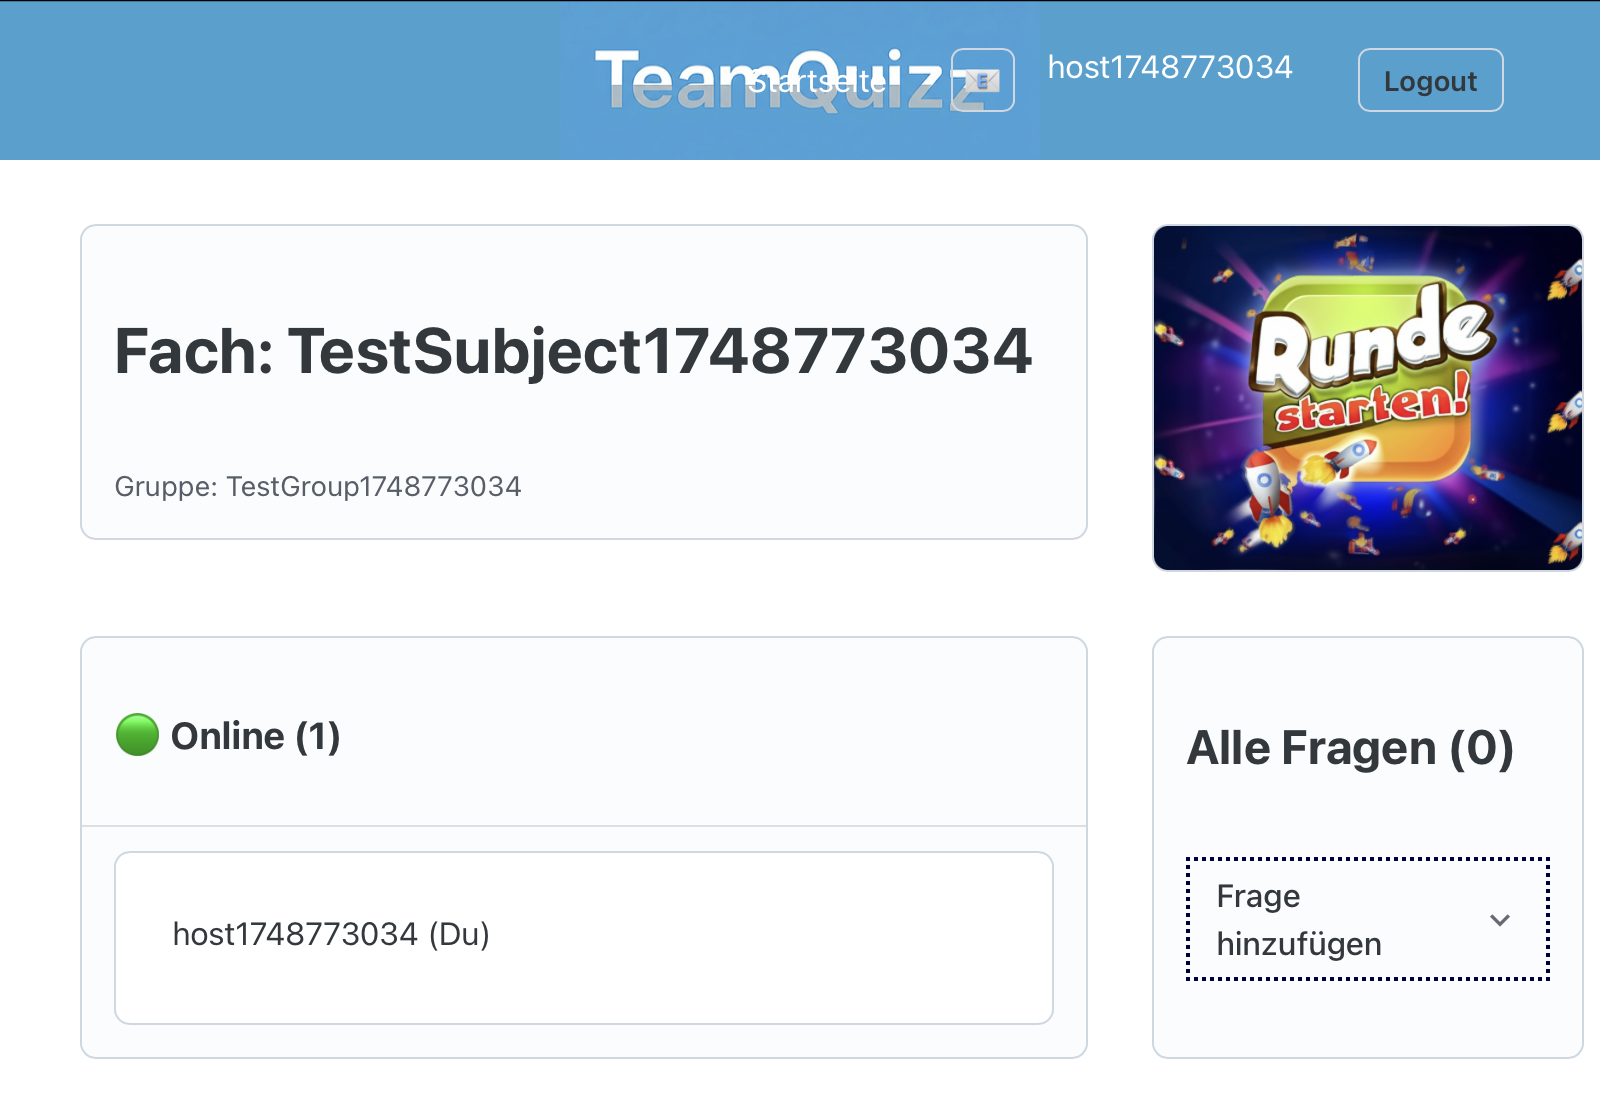 TeamQuizz
Startseite
E
host1748773034
Logout
Fach: TestSubject1748773034
Gruppe: TestGroup1748773034
Runde
starten!
Online (1)
host1748773034 (Du)
Alle Fragen (0)
Frage
hinzufügen